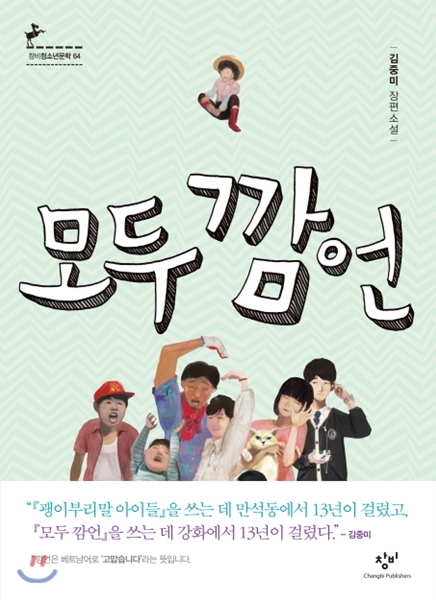 창비청소년문학 64
김중미 장편소설
모두 깜언
“『괭이부리말 아이들』을 쓰는 데 만석동에서 13년이 걸렸고,
『모두 깜언』을 쓰는 데 강화에서 13년이 걸렸다.” – 김중미
깜언은 베트남어로 ‘고맙습니다’라는 뜻입니다.
창비
Changbi Publishers